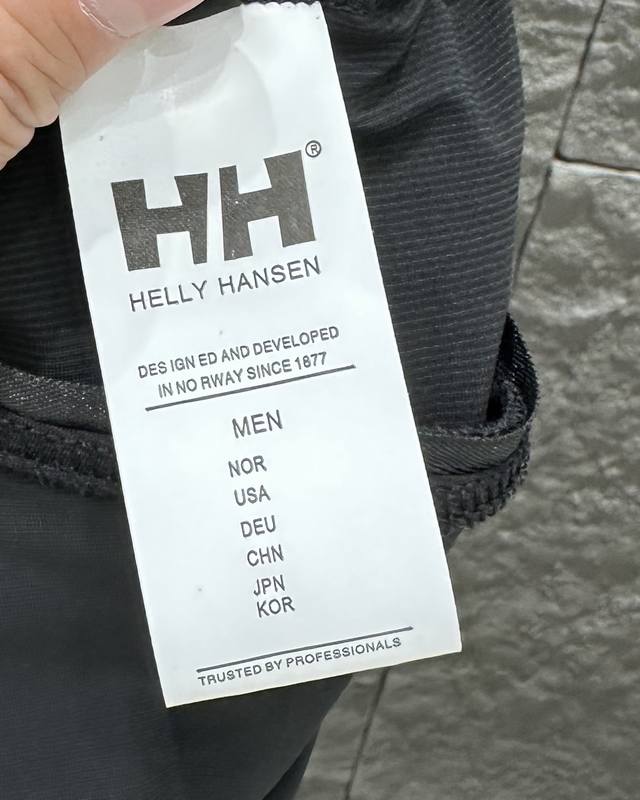 HH®
HELLY HANSEN
DES IGN ED AND DEVELOPED
IN NO RWAY SINCE 1877
MEN
NOR
USA
DEU
CHN
JPN
KOR
TRUSTED BY PROFESSIONALS